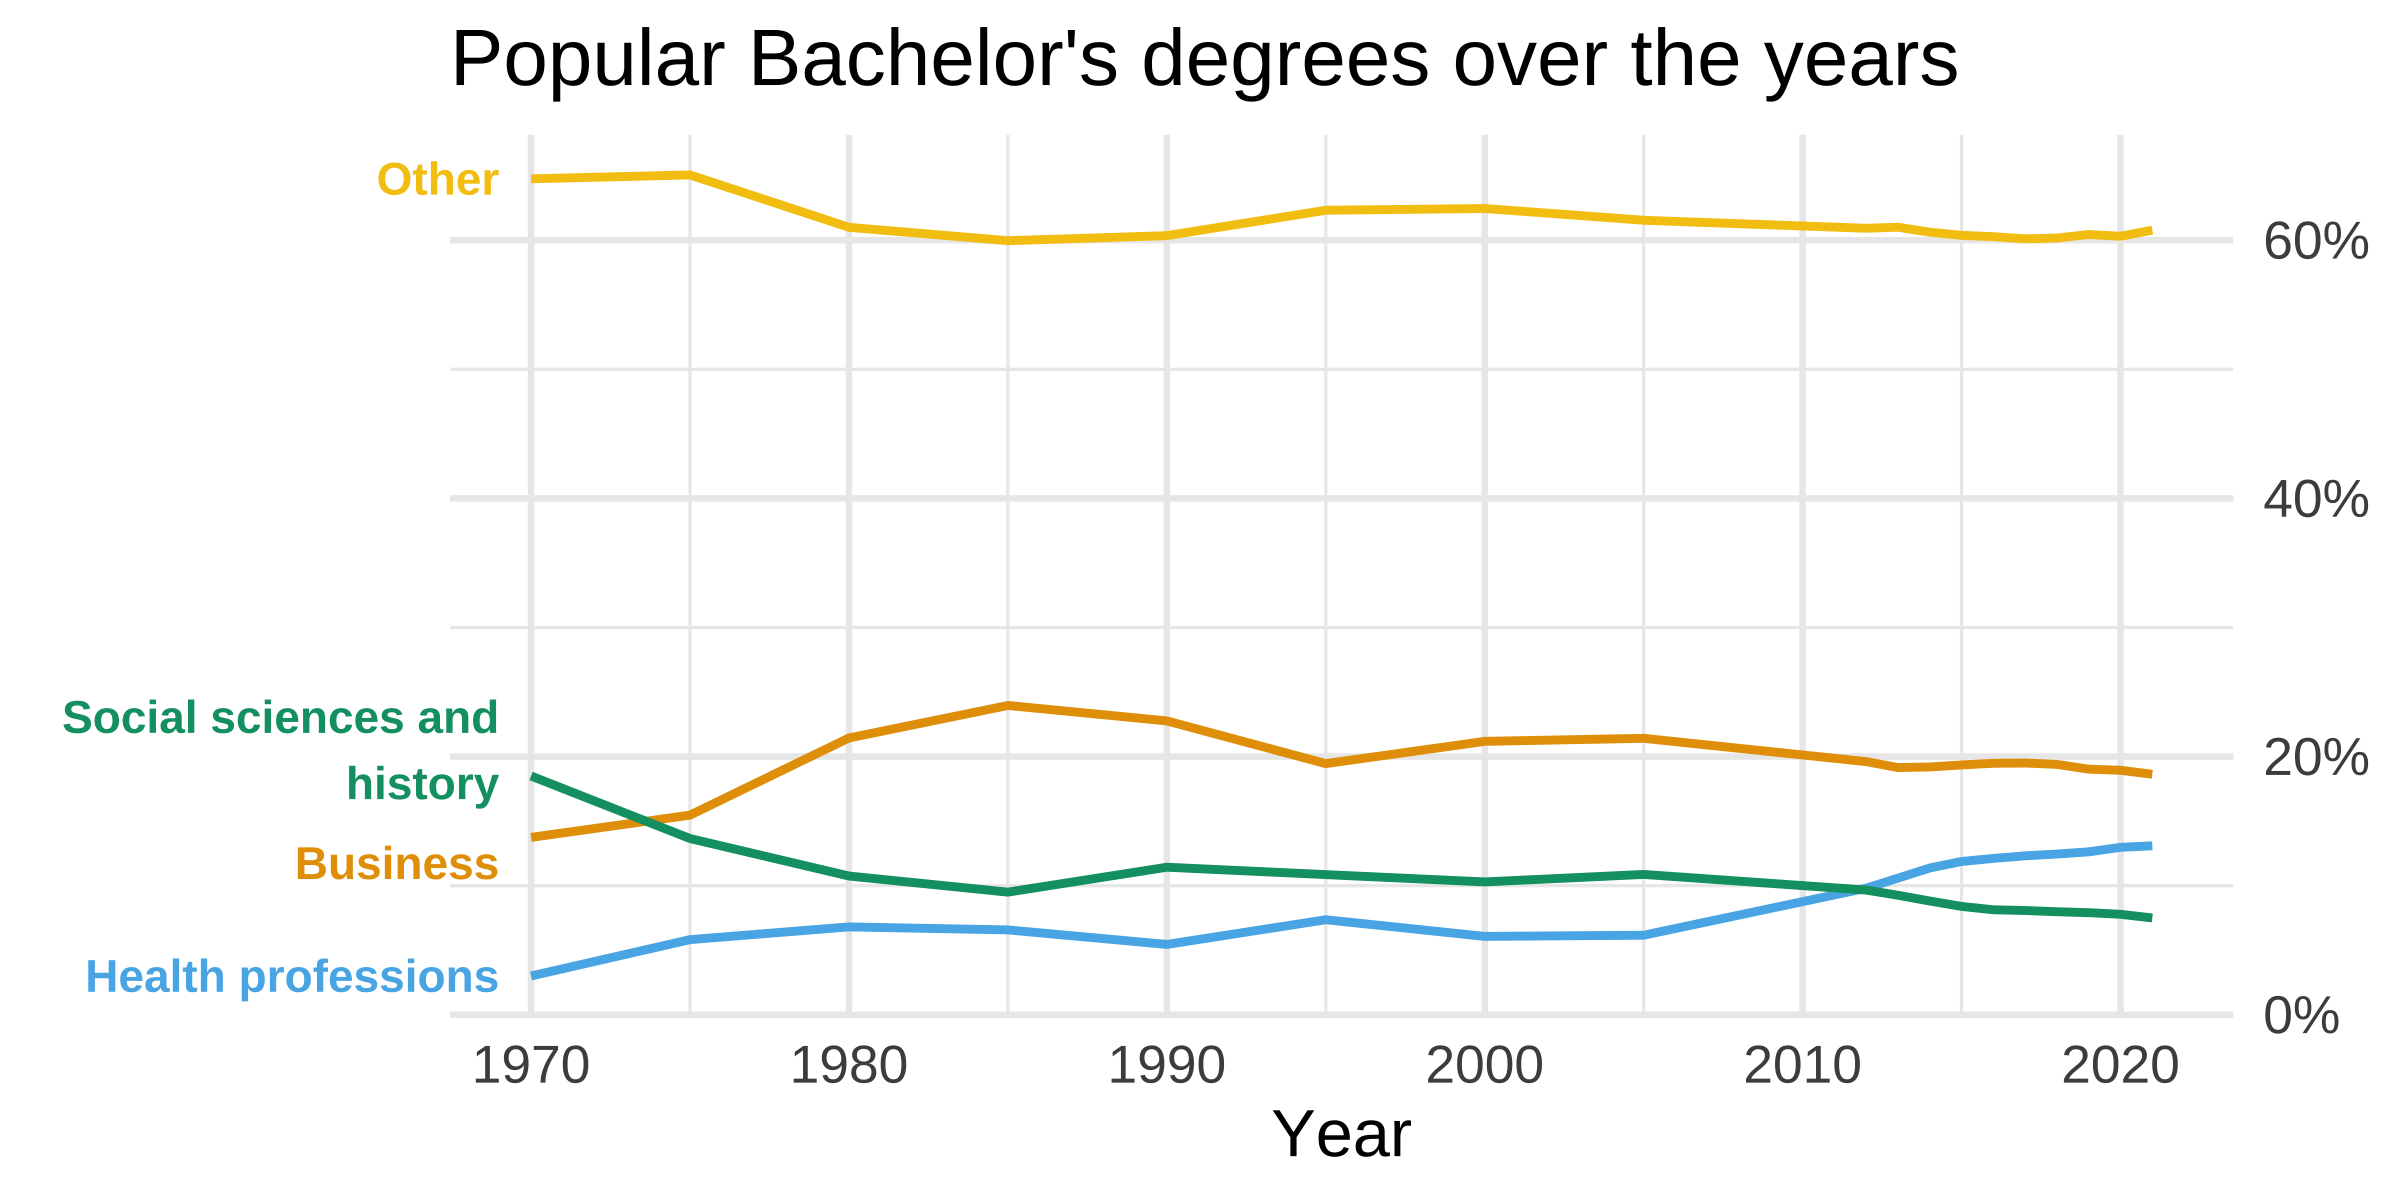 Popular Bachelor's degrees over the years
Other
60%
40%
Social sciences and
history
20%
Business
Health professions
0%
1970 1980 1990 2000 2010 2020
Year